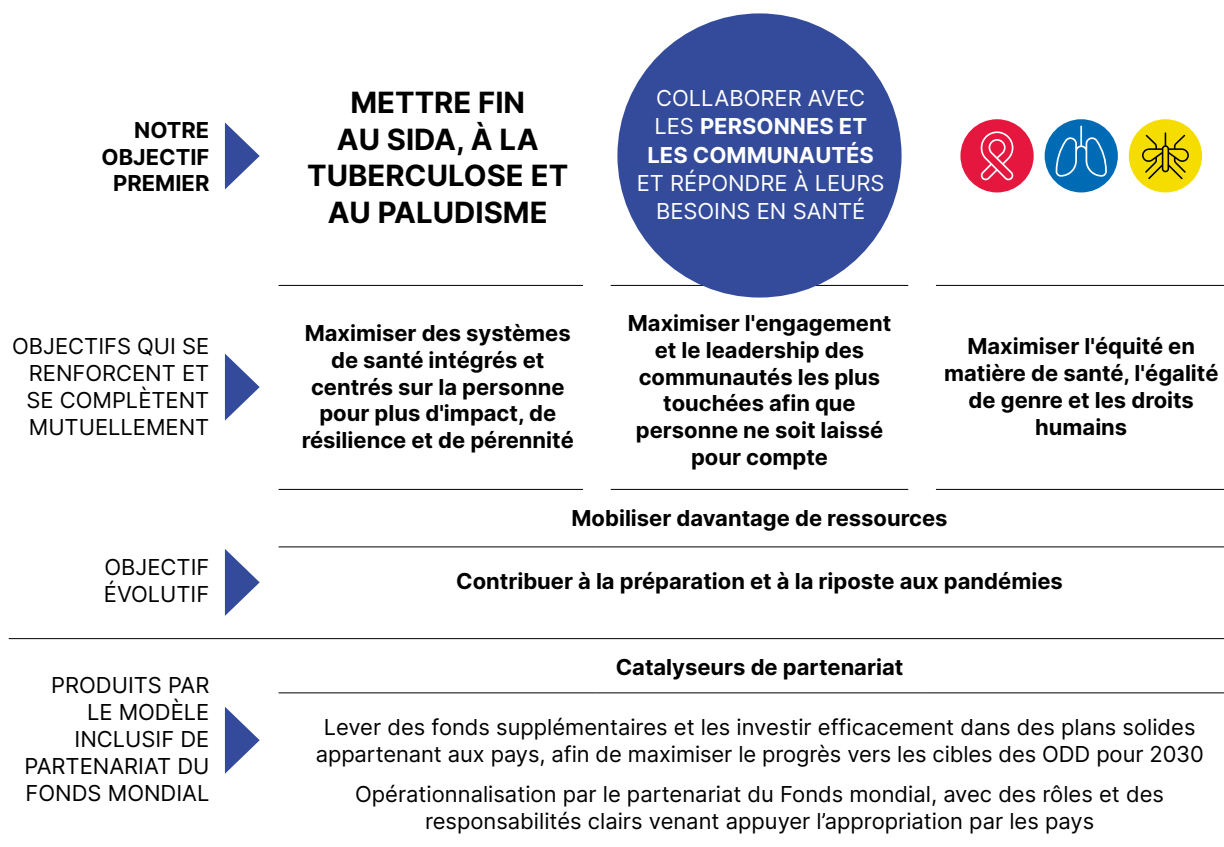 NOTRE
OBJECTIF
PREMIER
METTRE FIN
AU SIDA, À LA
TUBERCULOSE ET
AU PALUDISME
COLLABORER AVEC
LES PERSONNES ET
LES COMMUNAUTÉS
ET RÉPONDRE À LEURS
BESOINS EN SANTÉ
OBJECTIFS QUI SE
RENFORCENT ET
SE COMPLÈTENT
MUTUELLEMENT
Maximiser des systèmes
de santé intégrés et
centrés sur la personne
pour plus d'impact, de
résilience et de pérennité
Maximiser l'engagement
et le leadership des
communautés les plus
touchées afin que
personne ne soit laissé
pour compte
Maximiser l'équité en
matière de santé, l'égalité
de genre et les droits
humains
Mobiliser davantage de ressources
OBJECTIF
ÉVOLUTIF
Contribuer à la préparation et à la riposte aux pandémies
PRODUITS PAR
LE MODÈLE
INCLUSIF DE
PARTENARIAT DU
FONDS MONDIAL
Catalyseurs de partenariat
Lever des fonds supplémentaires et les investir efficacement dans des plans solides
appartenant aux pays, afin de maximiser le progrès vers les cibles des ODD pour 2030
Opérationnalisation par le partenariat du Fonds mondial, avec des rôles et des
responsabilités clairs venant appuyer l’appropriation par les pays